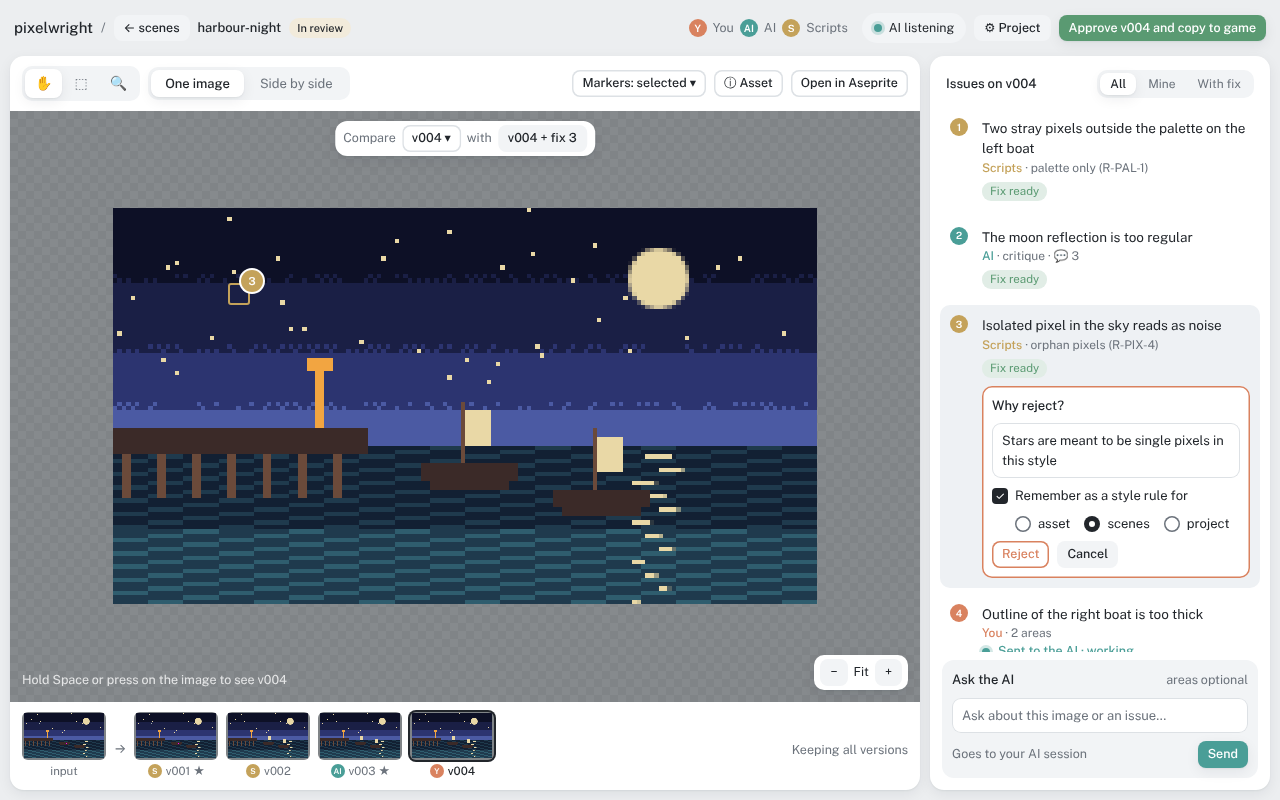 pixelwright / ← scenes harbour-night In review
Y You AI AI S Scripts AI listening ⚙ Project Approve v004 and copy to game
One image Side by side Markers: selected ▾ ⓘ Asset Open in Aseprite
Compare v004 ▾ with v004 + fix 3
3
Hold Space or press on the image to see v004
− Fit +
input → S v001 ★ S v002 AI v003 ★ Y v004
Keeping all versions
Issues on v004 All Mine With fix
1 Two stray pixels outside the palette on the
left boat
Scripts · palette only (R-PAL-1)
Fix ready
2 The moon reflection is too regular
AI · critique · 💬 3
Fix ready
3 Isolated pixel in the sky reads as noise
Scripts · orphan pixels (R-PIX-4)
Fix ready
Why reject?
Stars are meant to be single pixels in
this style
Remember as a style rule for
asset scenes project
Reject Cancel
4 Outline of the right boat is too thick
You · 2 areas
Sent to the AI · working
Ask the AI areas optional
Ask about this image or an issue...
Goes to your AI session Send